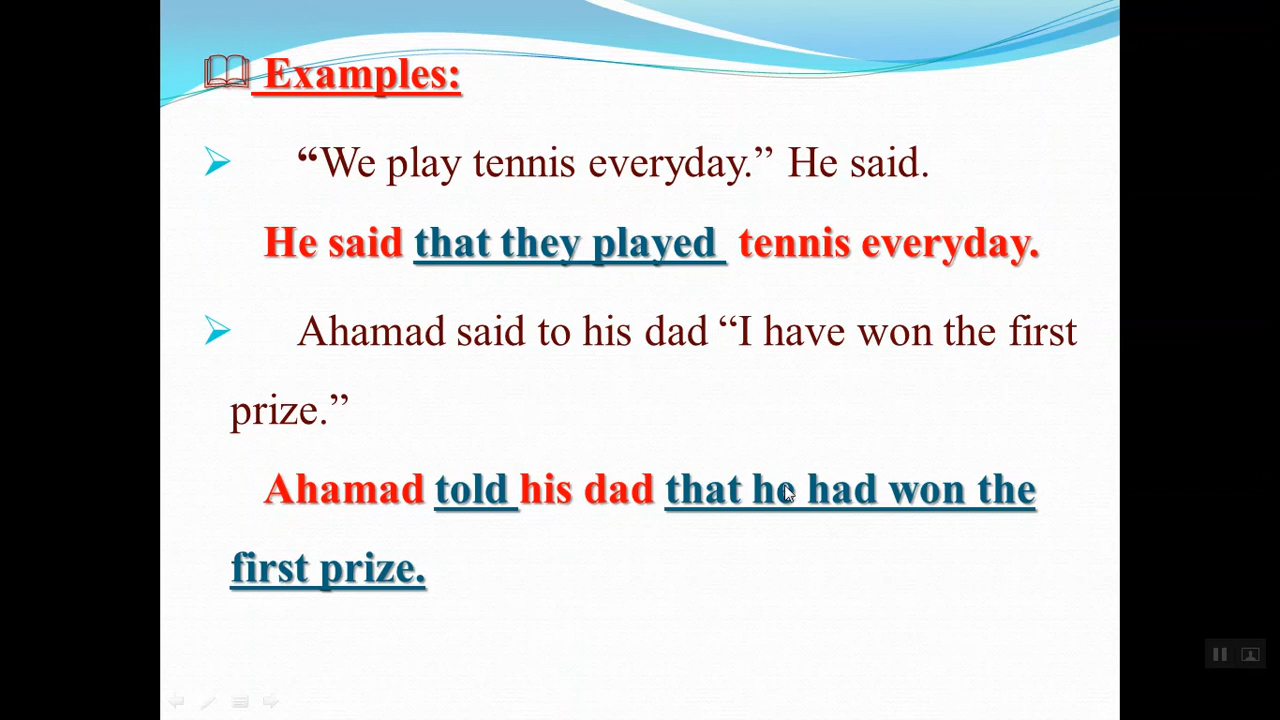 Examples:
“We play tennis everyday.” He said.
He said that they played tennis everyday.
Ahamad said to his dad “I have won the first
prize.”
Ahamad told his dad that he had won the
first prize.